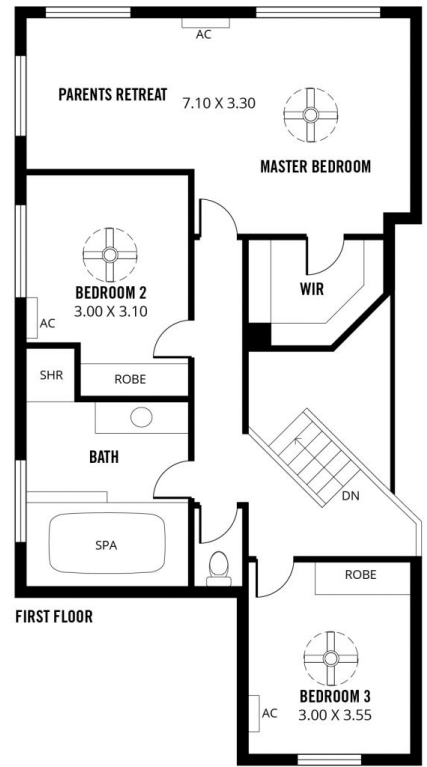 AC
PARENTS RETREAT
7.10 X 3.30
MASTER BEDROOM
BEDROOM 2
3.00 X 3.10
WIR
AC
SHR
ROBE
BATH
DN
SPA
ROBE
FIRST FLOOR
BEDROOM 3
AC
3.00 X 3.55